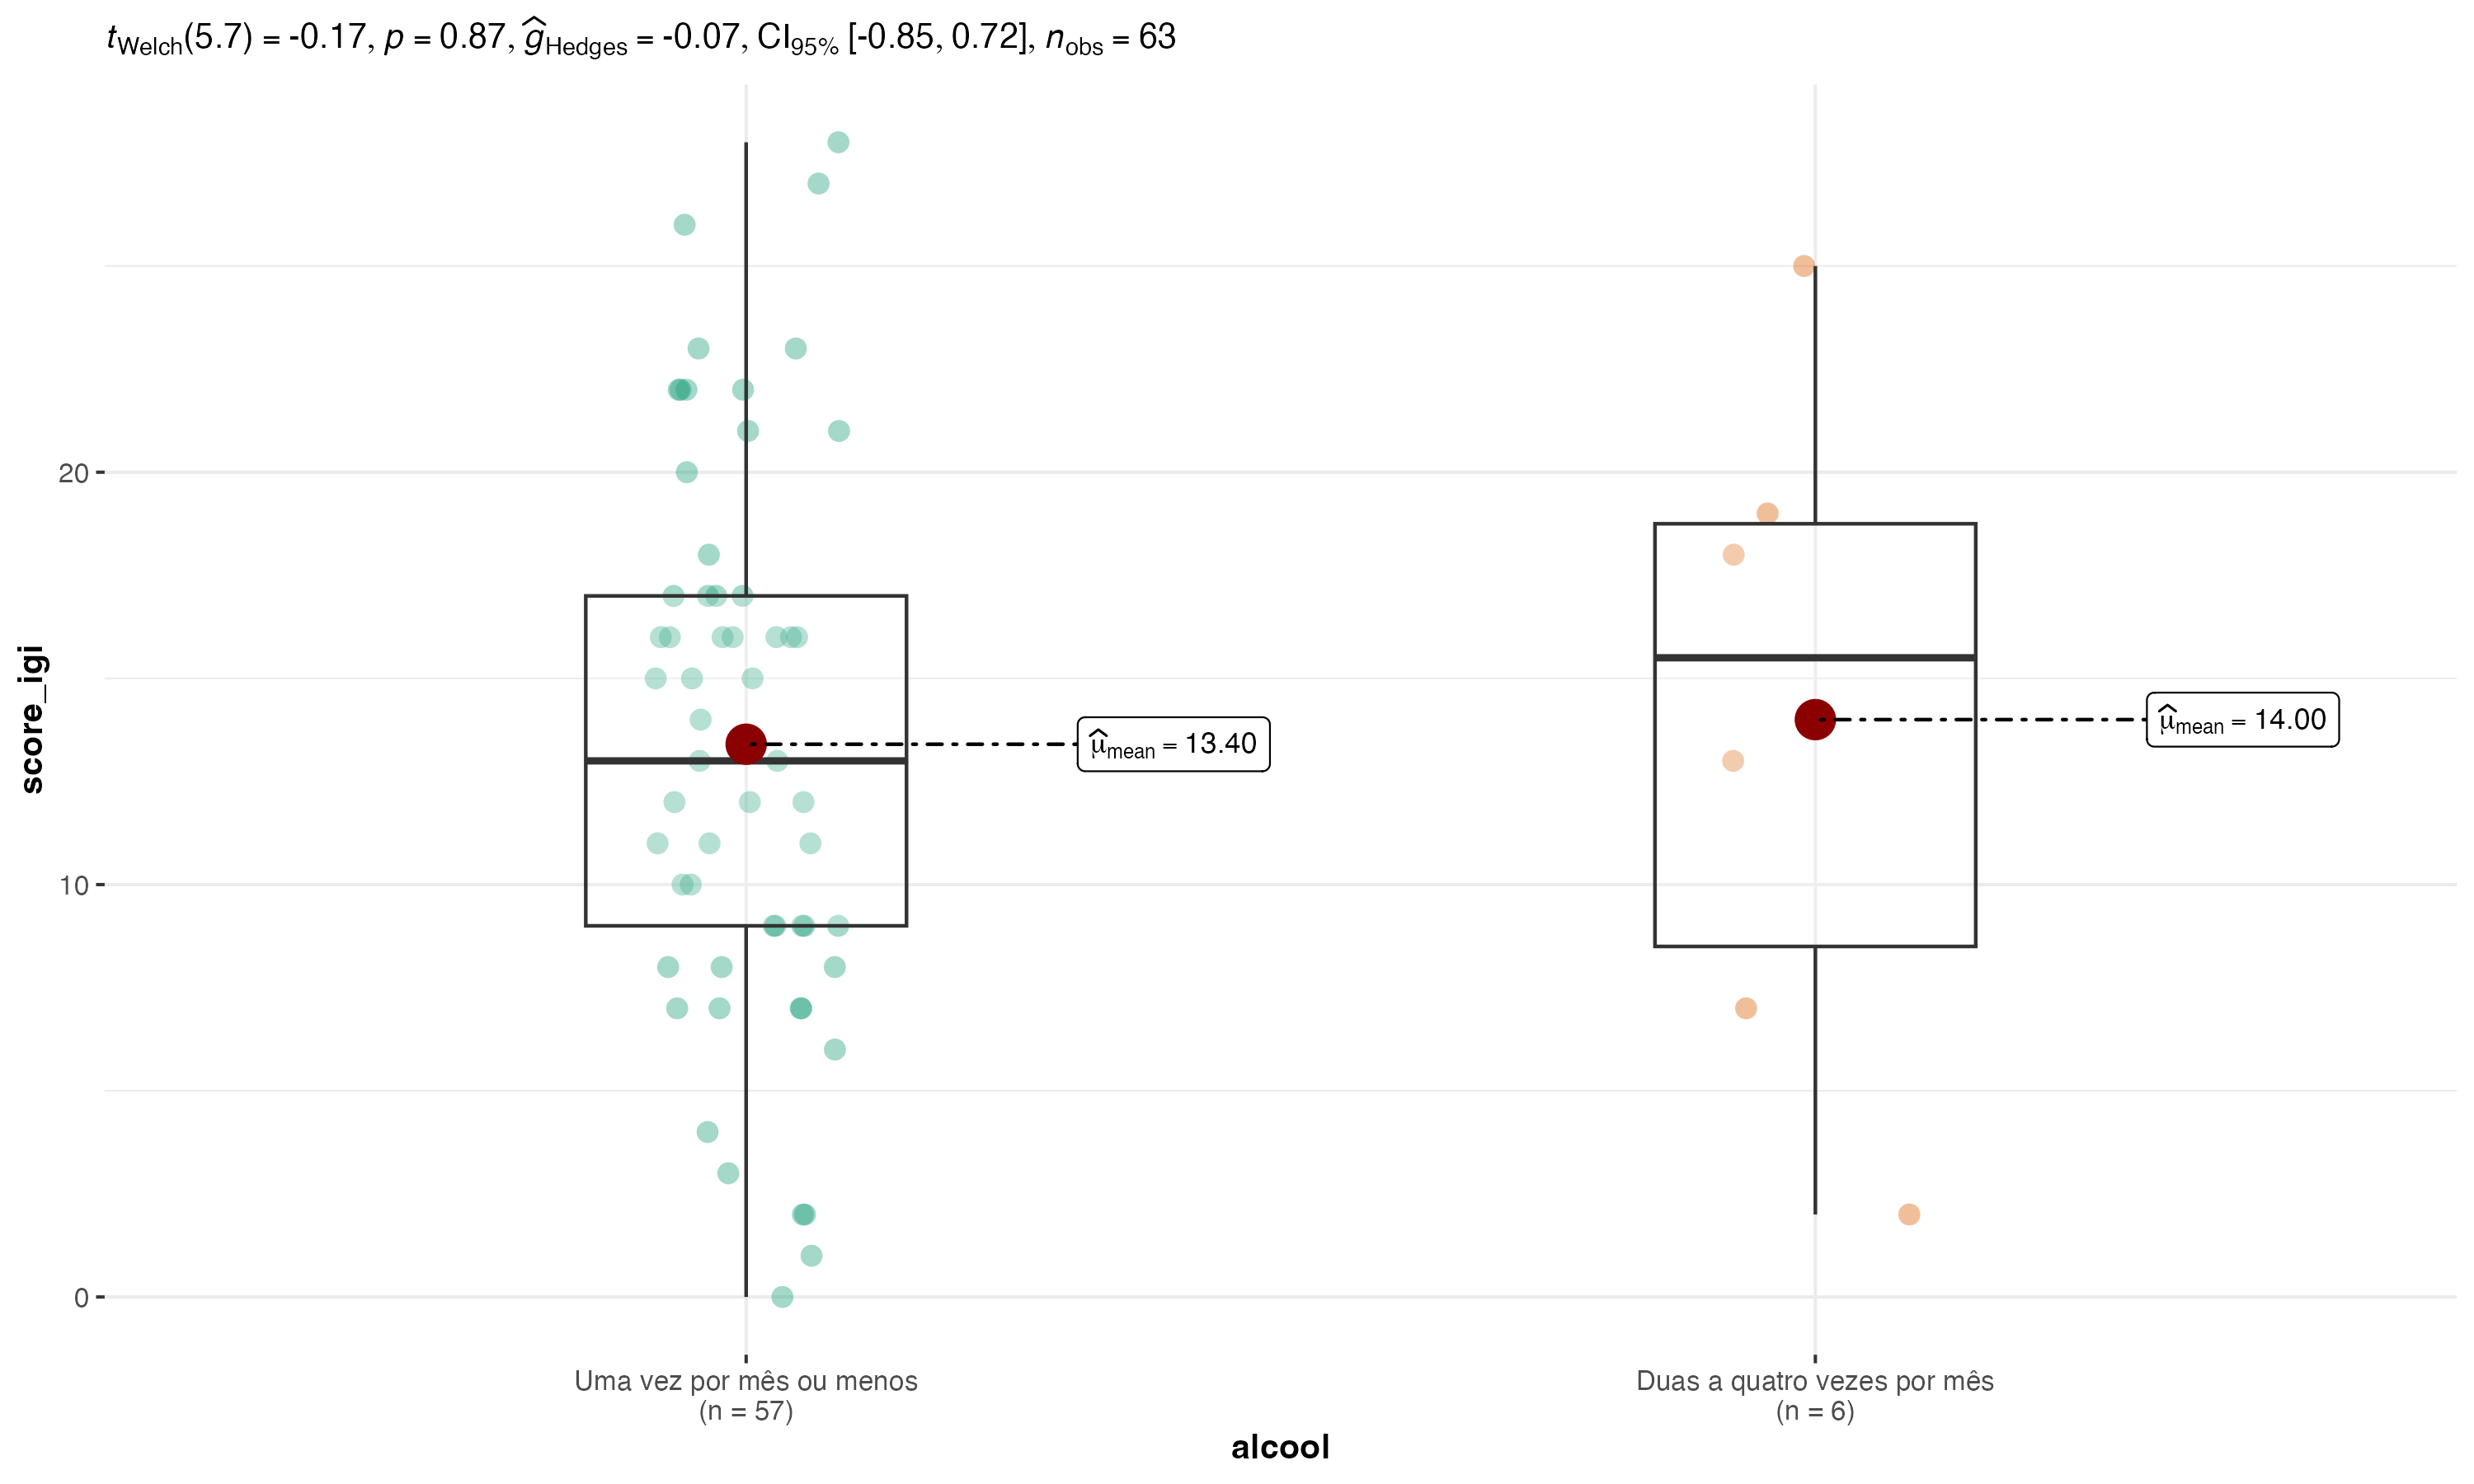 tWelch(5.7) = -0.17, p = 0.87, ĝHedges = -0.07, CI95% [-0.85, 0.72], nobs = 63
score_igi
20
10
0
μ̂mean = 13.40
μ̂mean = 14.00
Uma vez por mês ou menos
(n = 57)
Duas a quatro vezes por mês
(n = 6)
alcool